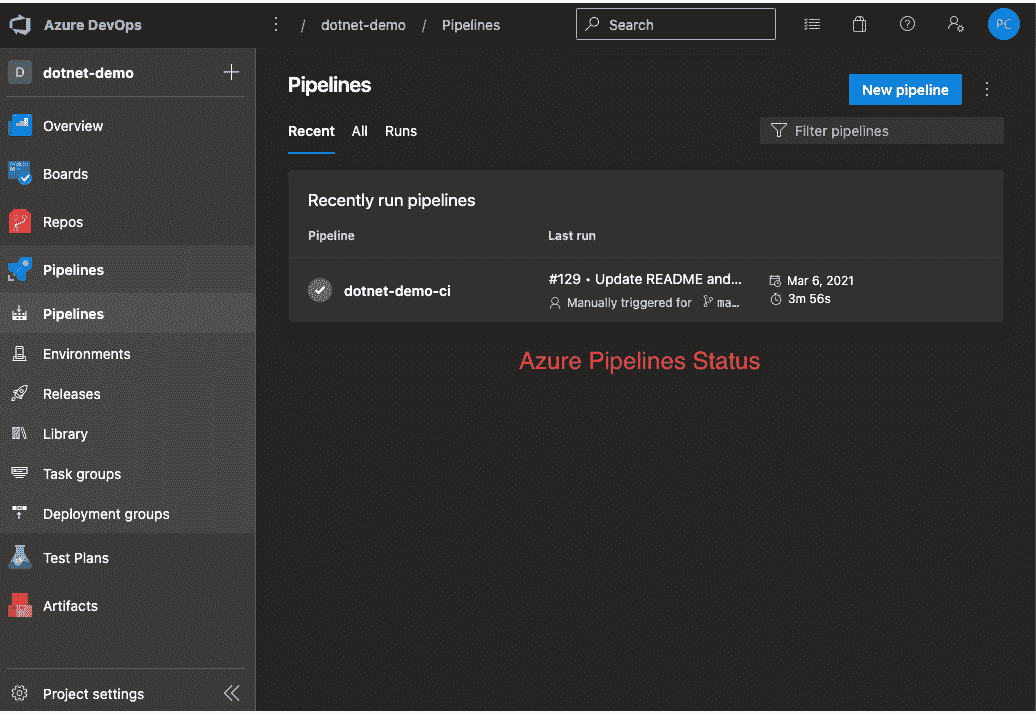 Azure DevOps
/ dotnet-demo / Pipelines
Search
PC
D dotnet-demo
Overview
Boards
Repos
Pipelines
Pipelines
Environments
Releases
Library
Task groups
Deployment groups
Test Plans
Artifacts
Project settings
Pipelines
New pipeline
Recent All Runs
Filter pipelines
Recently run pipelines
Pipeline Last run
dotnet-demo-ci
#129 • Update README and...
Manually triggered for ma...
Mar 6, 2021
3m 56s
Azure Pipelines Status